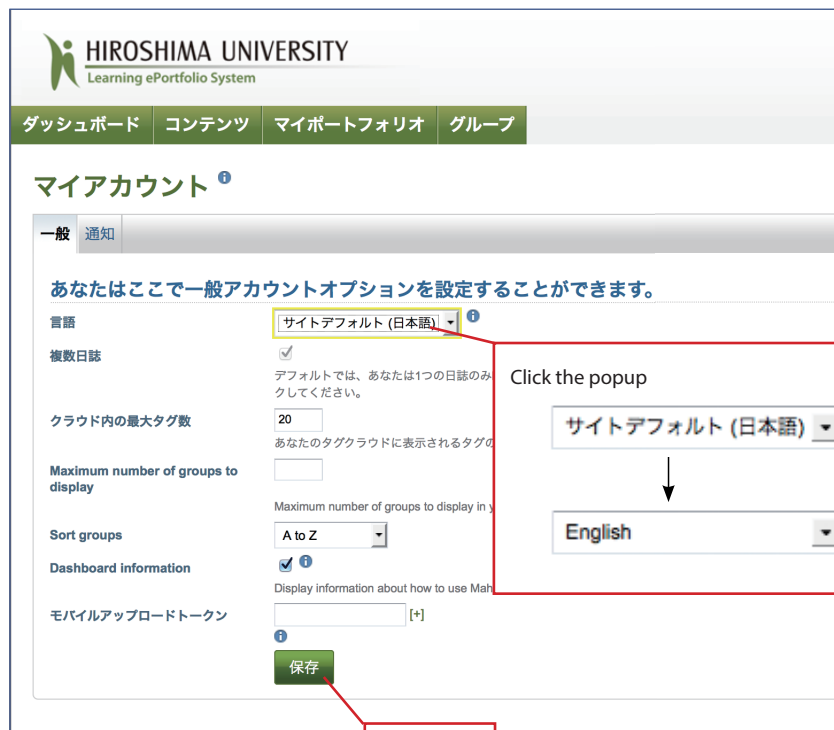 HIROSHIMA UNIVERSITY
Learning ePortfolio System
ダッシュボード コンテンツ マイポートフォリオ グループ
マイアカウント
一般 通知
あなたはここで一般アカウントオプションを設定することができます。
言語 サイトデフォルト (日本語)
複数日誌
デフォルトでは、あなたは1つの日誌のみ
クしてください。
クラウド内の最大タグ数 20
あなたのタグクラウドに表示されるタグの
Maximum number of groups to
display
Maximum number of groups to display in y
Sort groups A to Z
Dashboard information
Display information about how to use Mah
モバイルアップロードトークン [+]
保存
Click the popup
サイトデフォルト (日本語)
English